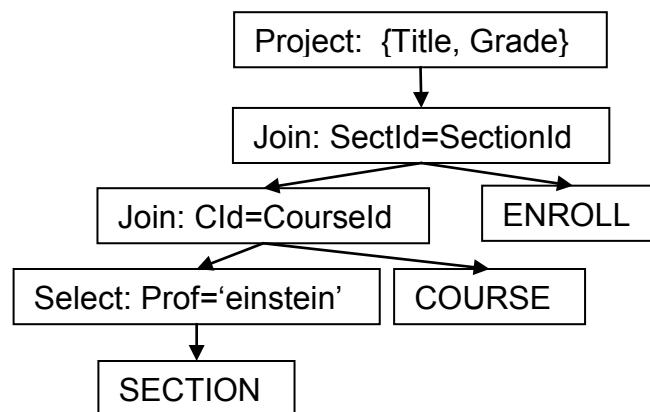 Project:  {Title, Grade}
Join: SectId=SectionId
Join: CId=CourseId
ENROLL
Select: Prof=‘einstein’
COURSE
SECTION